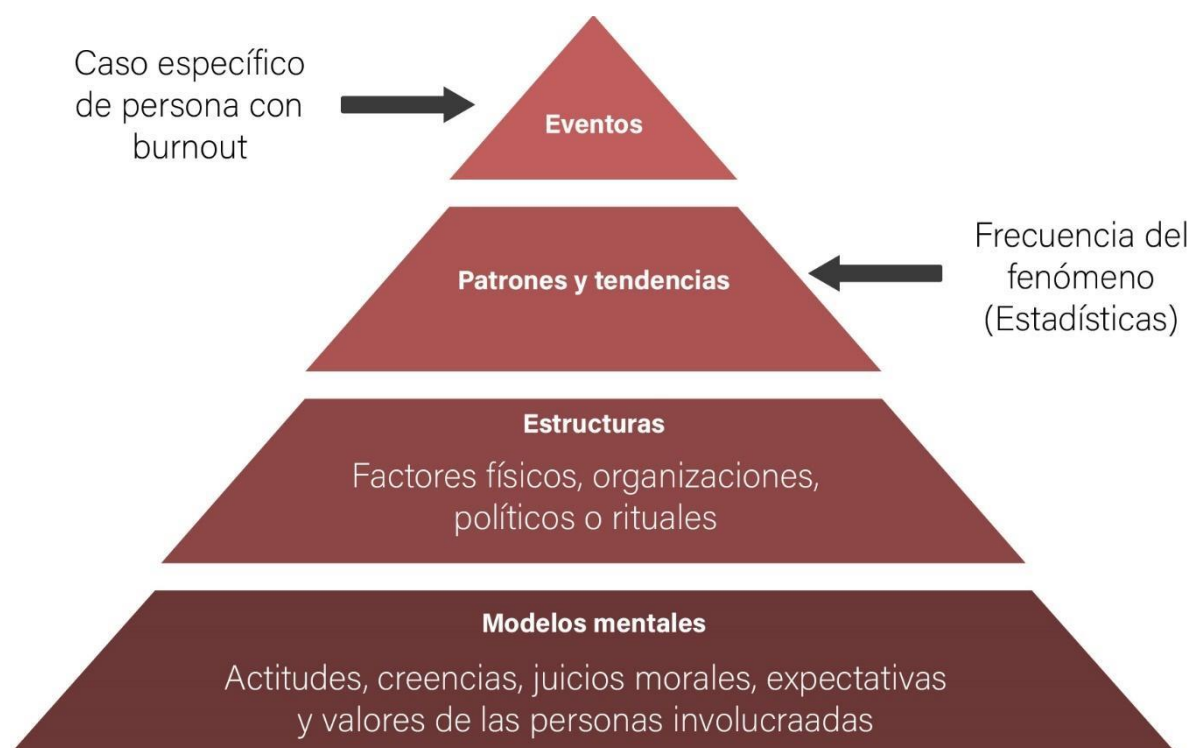 Caso específico
de persona con
burnout
Eventos
Patrones y tendencias
Frecuencia del
fenómeno
(Estadísticas)
Estructuras
Factores físicos, organizaciones,
políticos o rituales
Modelos mentales
Actitudes, creencias, juicios morales, expectativas
y valores de las personas involucraadas